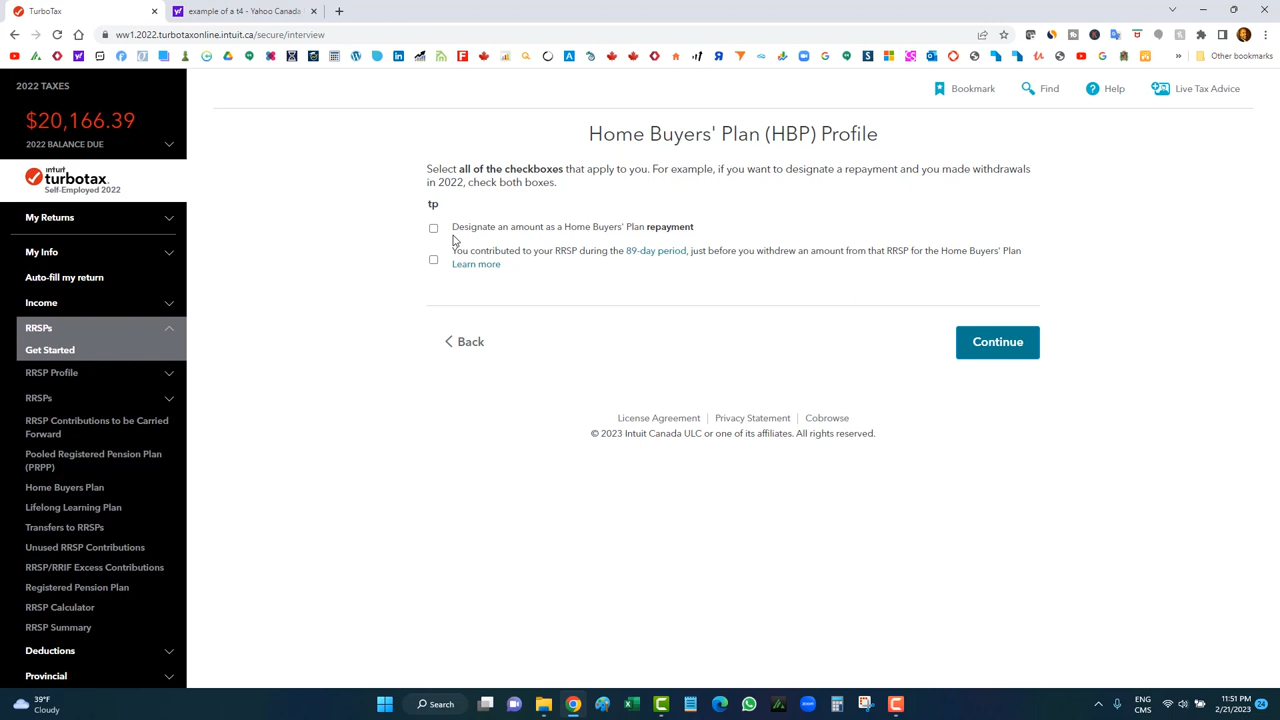 TurboTax
example of a t4 - Yahoo Canada
ww1.2022.turbotaxonline.intuit.ca/secure/interview
Other bookmarks
2022 TAXES
$20,166.39
2022 BALANCE DUE
intuit
turbotax
Self-Employed 2022
My Returns
My Info
Auto-fill my return
Income
RRSPs
Get Started
RRSP Profile
RRSPs
RRSP Contributions to be Carried
Forward
Pooled Registered Pension Plan
(PRPP)
Home Buyers Plan
Lifelong Learning Plan
Transfers to RRSPs
Unused RRSP Contributions
RRSP/RRIF Excess Contributions
Registered Pension Plan
RRSP Calculator
RRSP Summary
Deductions
Provincial
Bookmark
Find
Help
Live Tax Advice
Home Buyers' Plan (HBP) Profile
Select all of the checkboxes that apply to you. For example, if you want to designate a repayment and you made withdrawals
in 2022, check both boxes.
tp
Designate an amount as a Home Buyers' Plan repayment
You contributed to your RRSP during the 89-day period, just before you withdrew an amount from that RRSP for the Home Buyers' Plan
Learn more
Back
Continue
License Agreement
Privacy Statement
Cobrowse
© 2023 Intuit Canada ULC or one of its affiliates. All rights reserved.
39°F
Cloudy
Search
ENG
CMS
11:51 PM
2/21/2023